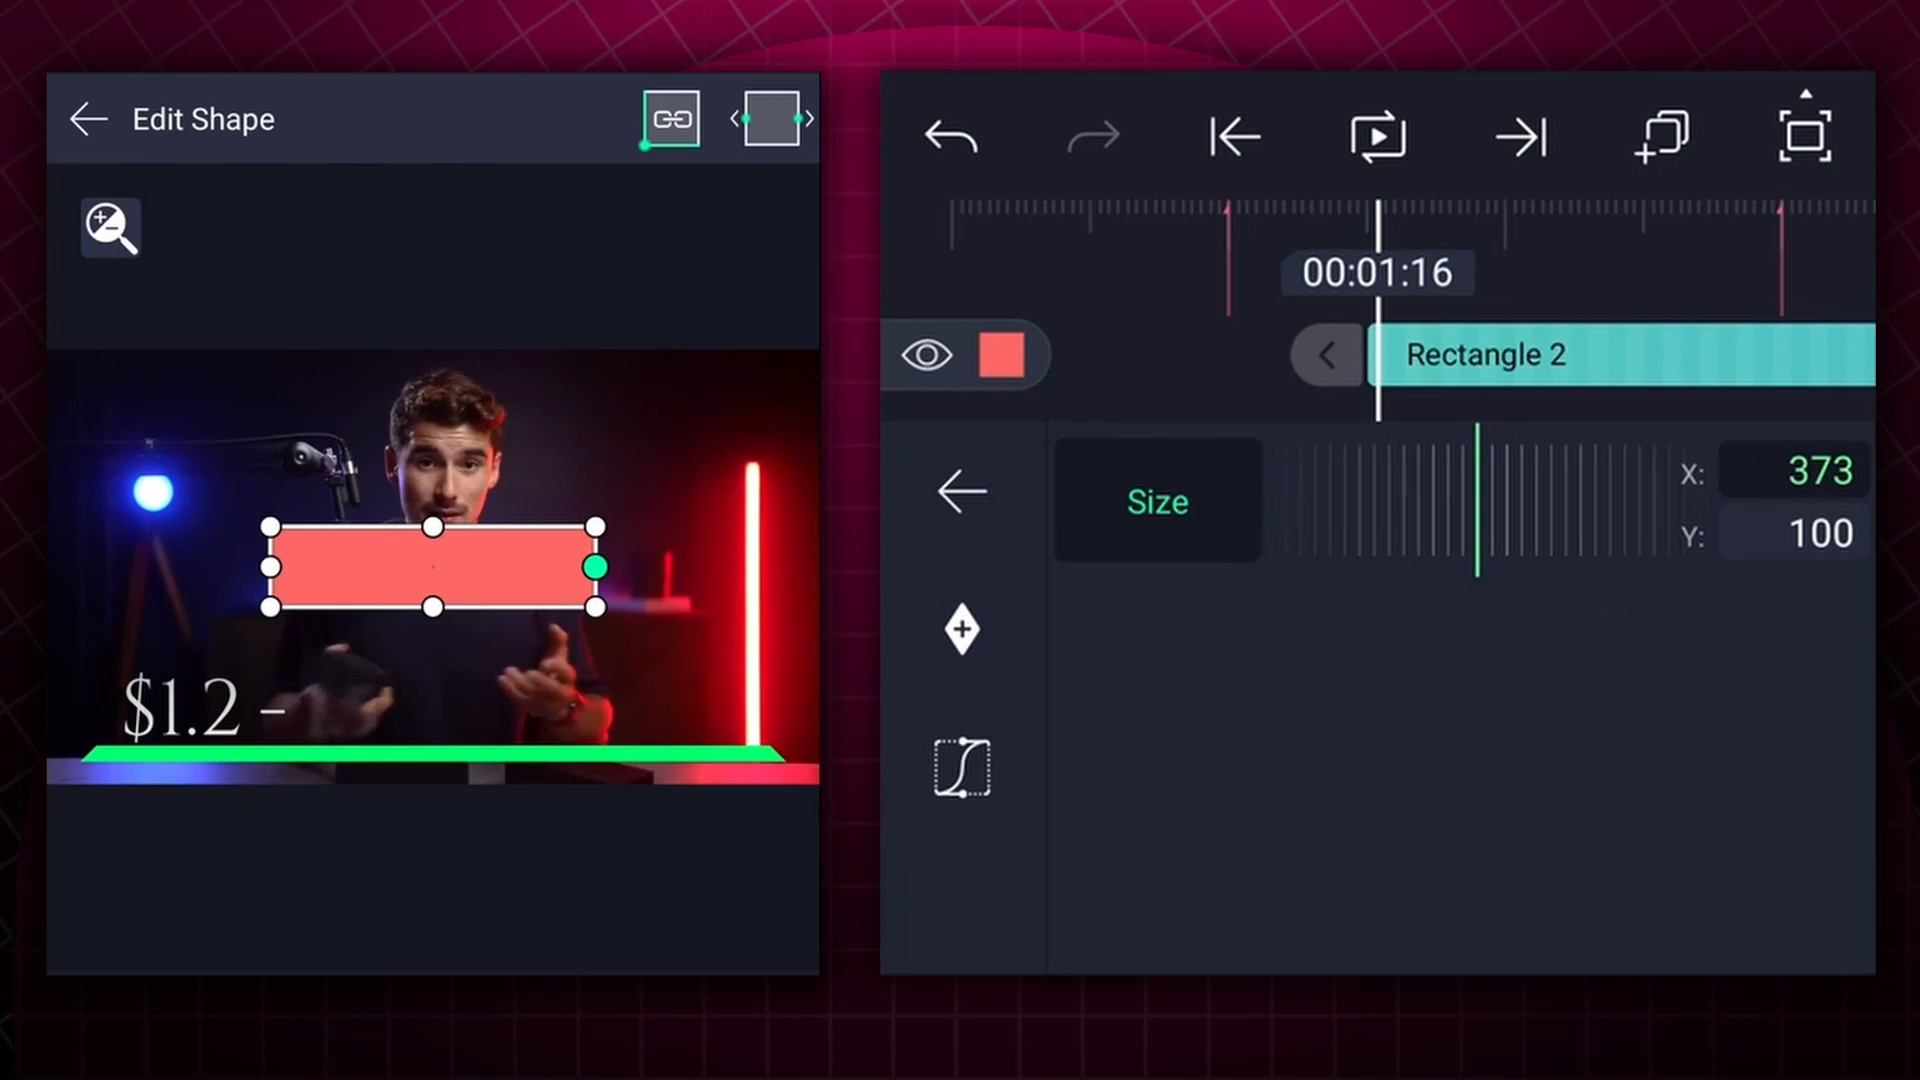 Edit Shape
$1.2 -
00:01:16
Rectangle 2
Size
X: 373
Y: 100